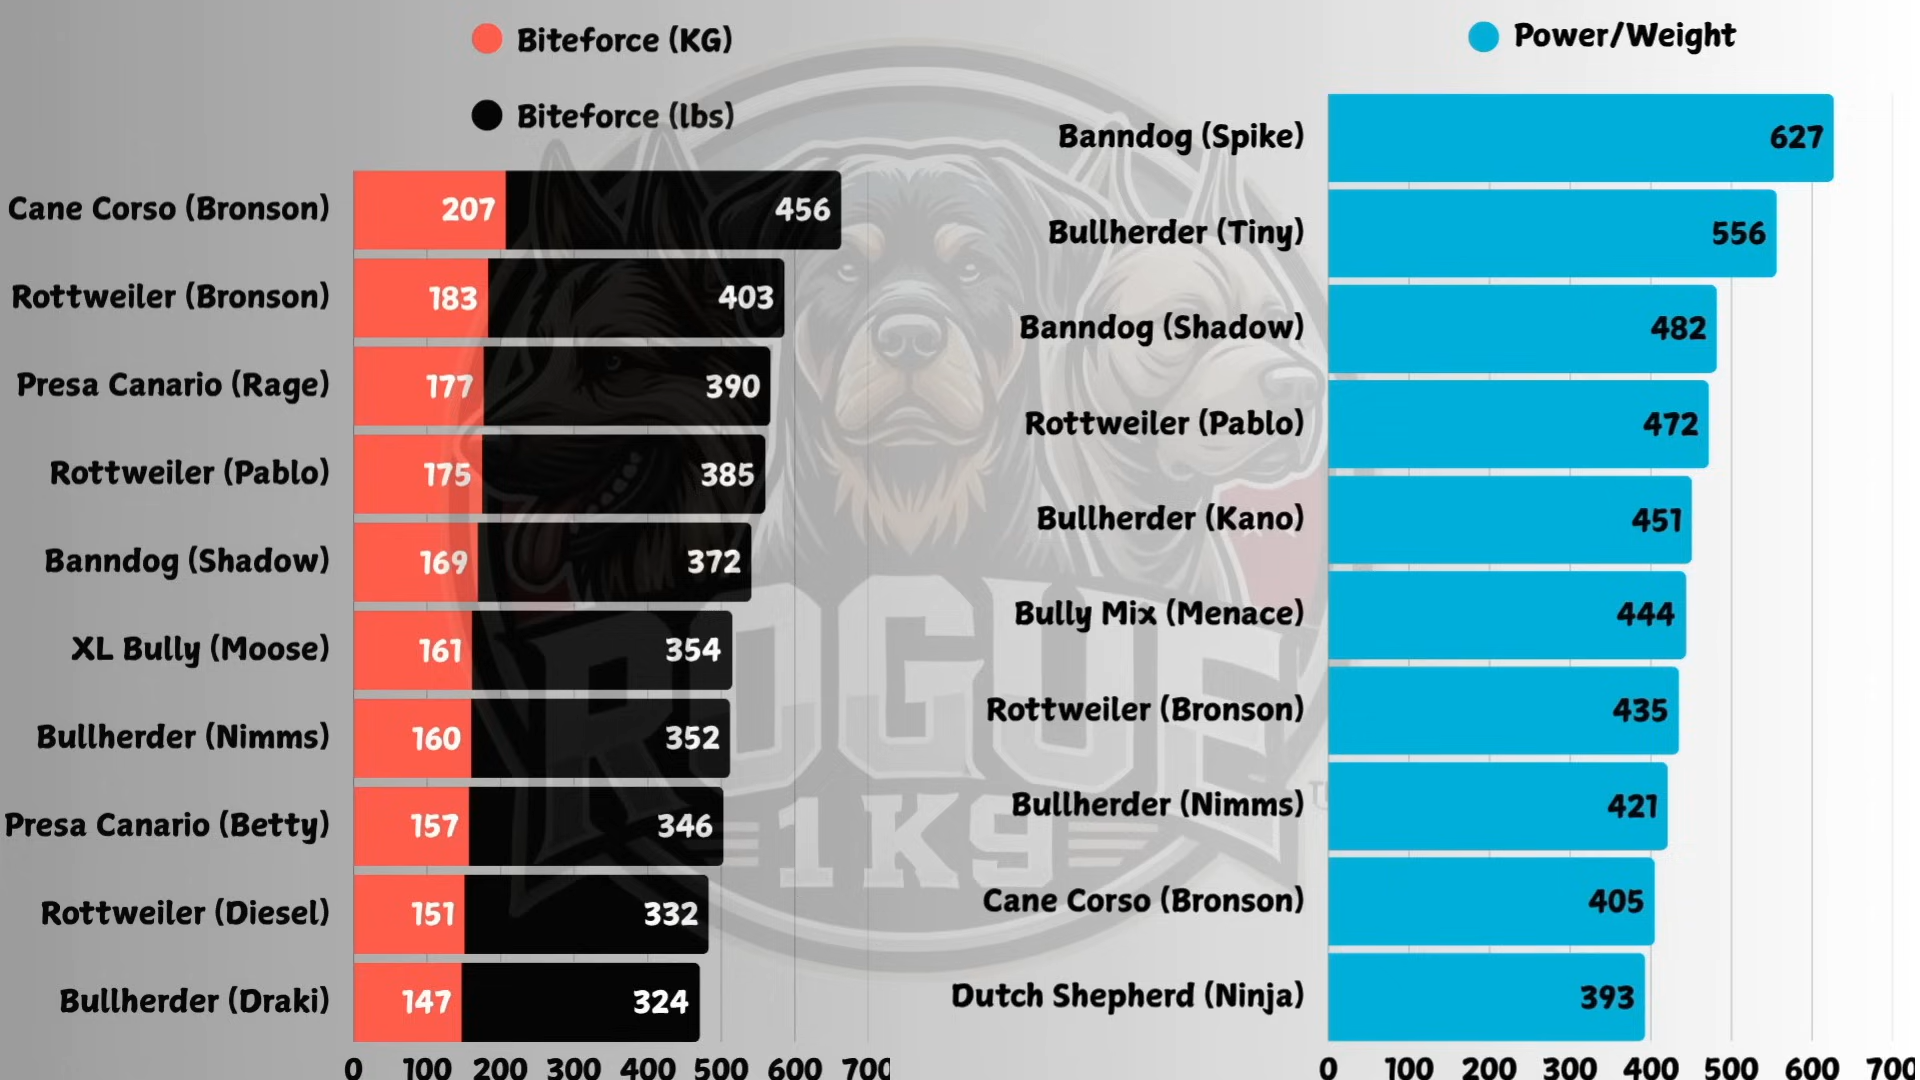 Biteforce (KG)
Biteforce (lbs)
Cane Corso (Bronson) 207 456
Rottweiler (Bronson) 183 403
Presa Canario (Rage) 177 390
Rottweiler (Pablo) 175 385
Banndog (Shadow) 169 372
XL Bully (Moose) 161 354
Bullherder (Nimms) 160 352
Presa Canario (Betty) 157 346
Rottweiler (Diesel) 151 332
Bullherder (Draki) 147 324
0 100 200 300 400 500 600 700
Power/Weight
Banndog (Spike) 627
Bullherder (Tiny) 556
Banndog (Shadow) 482
Rottweiler (Pablo) 472
Bullherder (Kano) 451
Bully Mix (Menace) 444
Rottweiler (Bronson) 435
Bullherder (Nimms) 421
Cane Corso (Bronson) 405
Dutch Shepherd (Ninja) 393
0 100 200 300 400 500 600 700
ROGUE
1K9